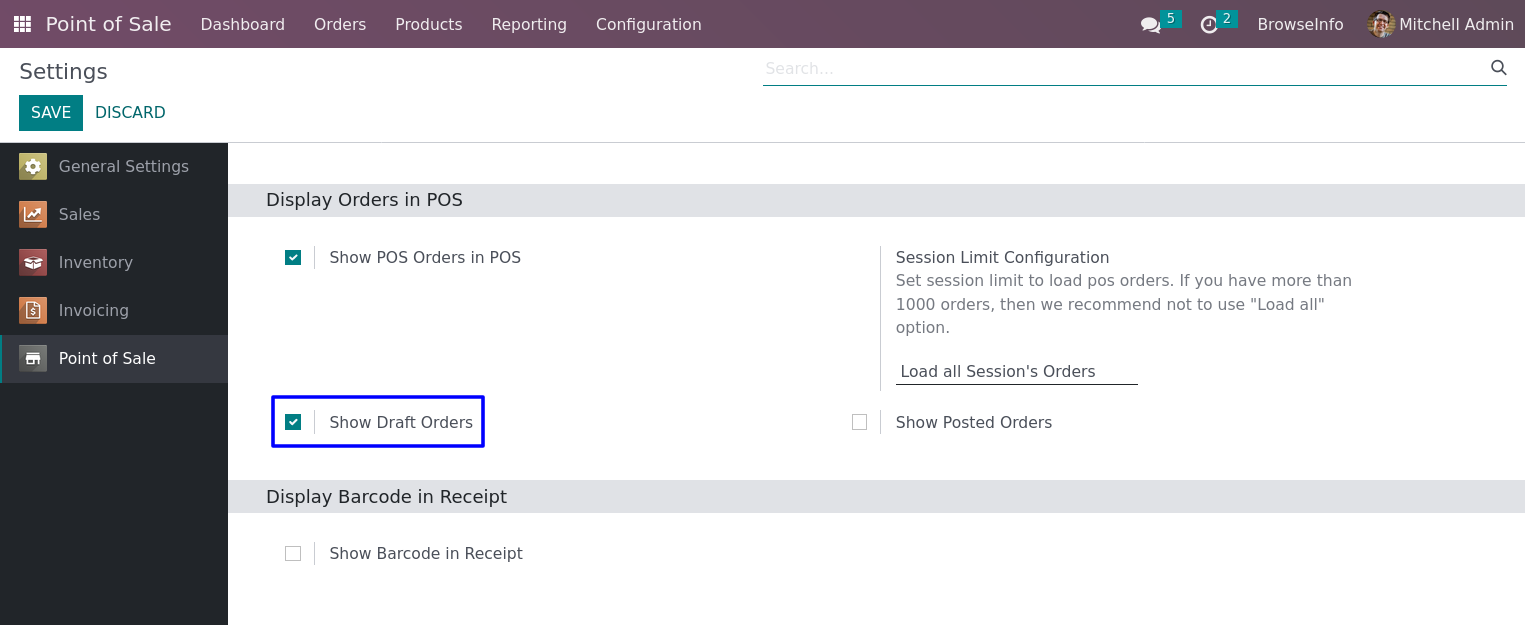 Point of Sale Dashboard Orders Products Reporting Configuration 5 2 BrowseInfo Mitchell Admin
Settings
Search...
SAVE DISCARD
General Settings
Sales
Inventory
Invoicing
Point of Sale
Display Orders in POS
Show POS Orders in POS
Session Limit Configuration
Set session limit to load pos orders. If you have more than
1000 orders, then we recommend not to use "Load all"
option.
Load all Session's Orders
Show Draft Orders
Show Posted Orders
Display Barcode in Receipt
Show Barcode in Receipt